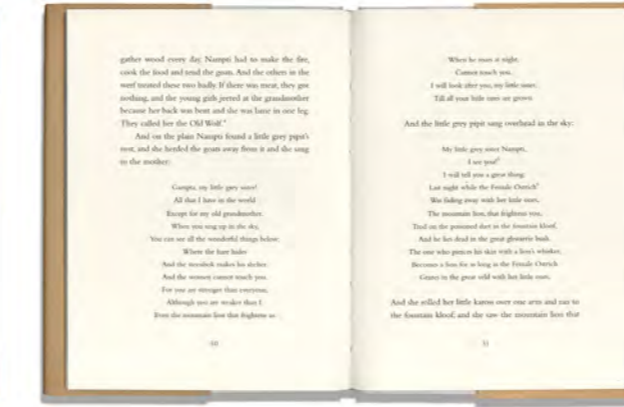 gather wood every day. Nampti had to make the fire,
cook the food and tend the goats. And the others in the
werf treated these two badly. If there was meat, they got
nothing, and the young girls jeered at the grandmother
because her back was bent and she was lame in one leg.
They called her the Old Wolf.
And on the plain Nampti found a little grey pipit's
nest, and she herded the goats away from it and she sang
to the mother:
Gampta, my little grey sister!
All that I have in the world
Except for my old grandmother.
When you sing up in the sky,
You can see all the wonderful things below:
Where the hare hides
And the steenbok makes his shelter.
And the women cannot touch you.
For you are stronger than everyone,
Although you are weaker than I.
Even the mountain lion that frightens us
10
When he roars at night,
Cannot touch you.
I will look after you, my little sister,
Till all your little ones are grown.
And the little grey pipit sang overhead in the sky:
My little grey sister Nampti,
I see you!
I will tell you a great thing:
Last night while the Female Ostrich
Was fading away with her little ones,
The mountain lion, that frightens you,
Trod on the poisoned dart in the fountain kloof,
And he lies dead in the great bush.
The one who pierces his skin with a lion's whisker,
Becomes a lion for as long as the Female Ostrich
Grazes in the great wild with her little ones.
And she rolled her little kaross over one arm and ran to
the fountain kloof; and she saw the mountain lion that
11